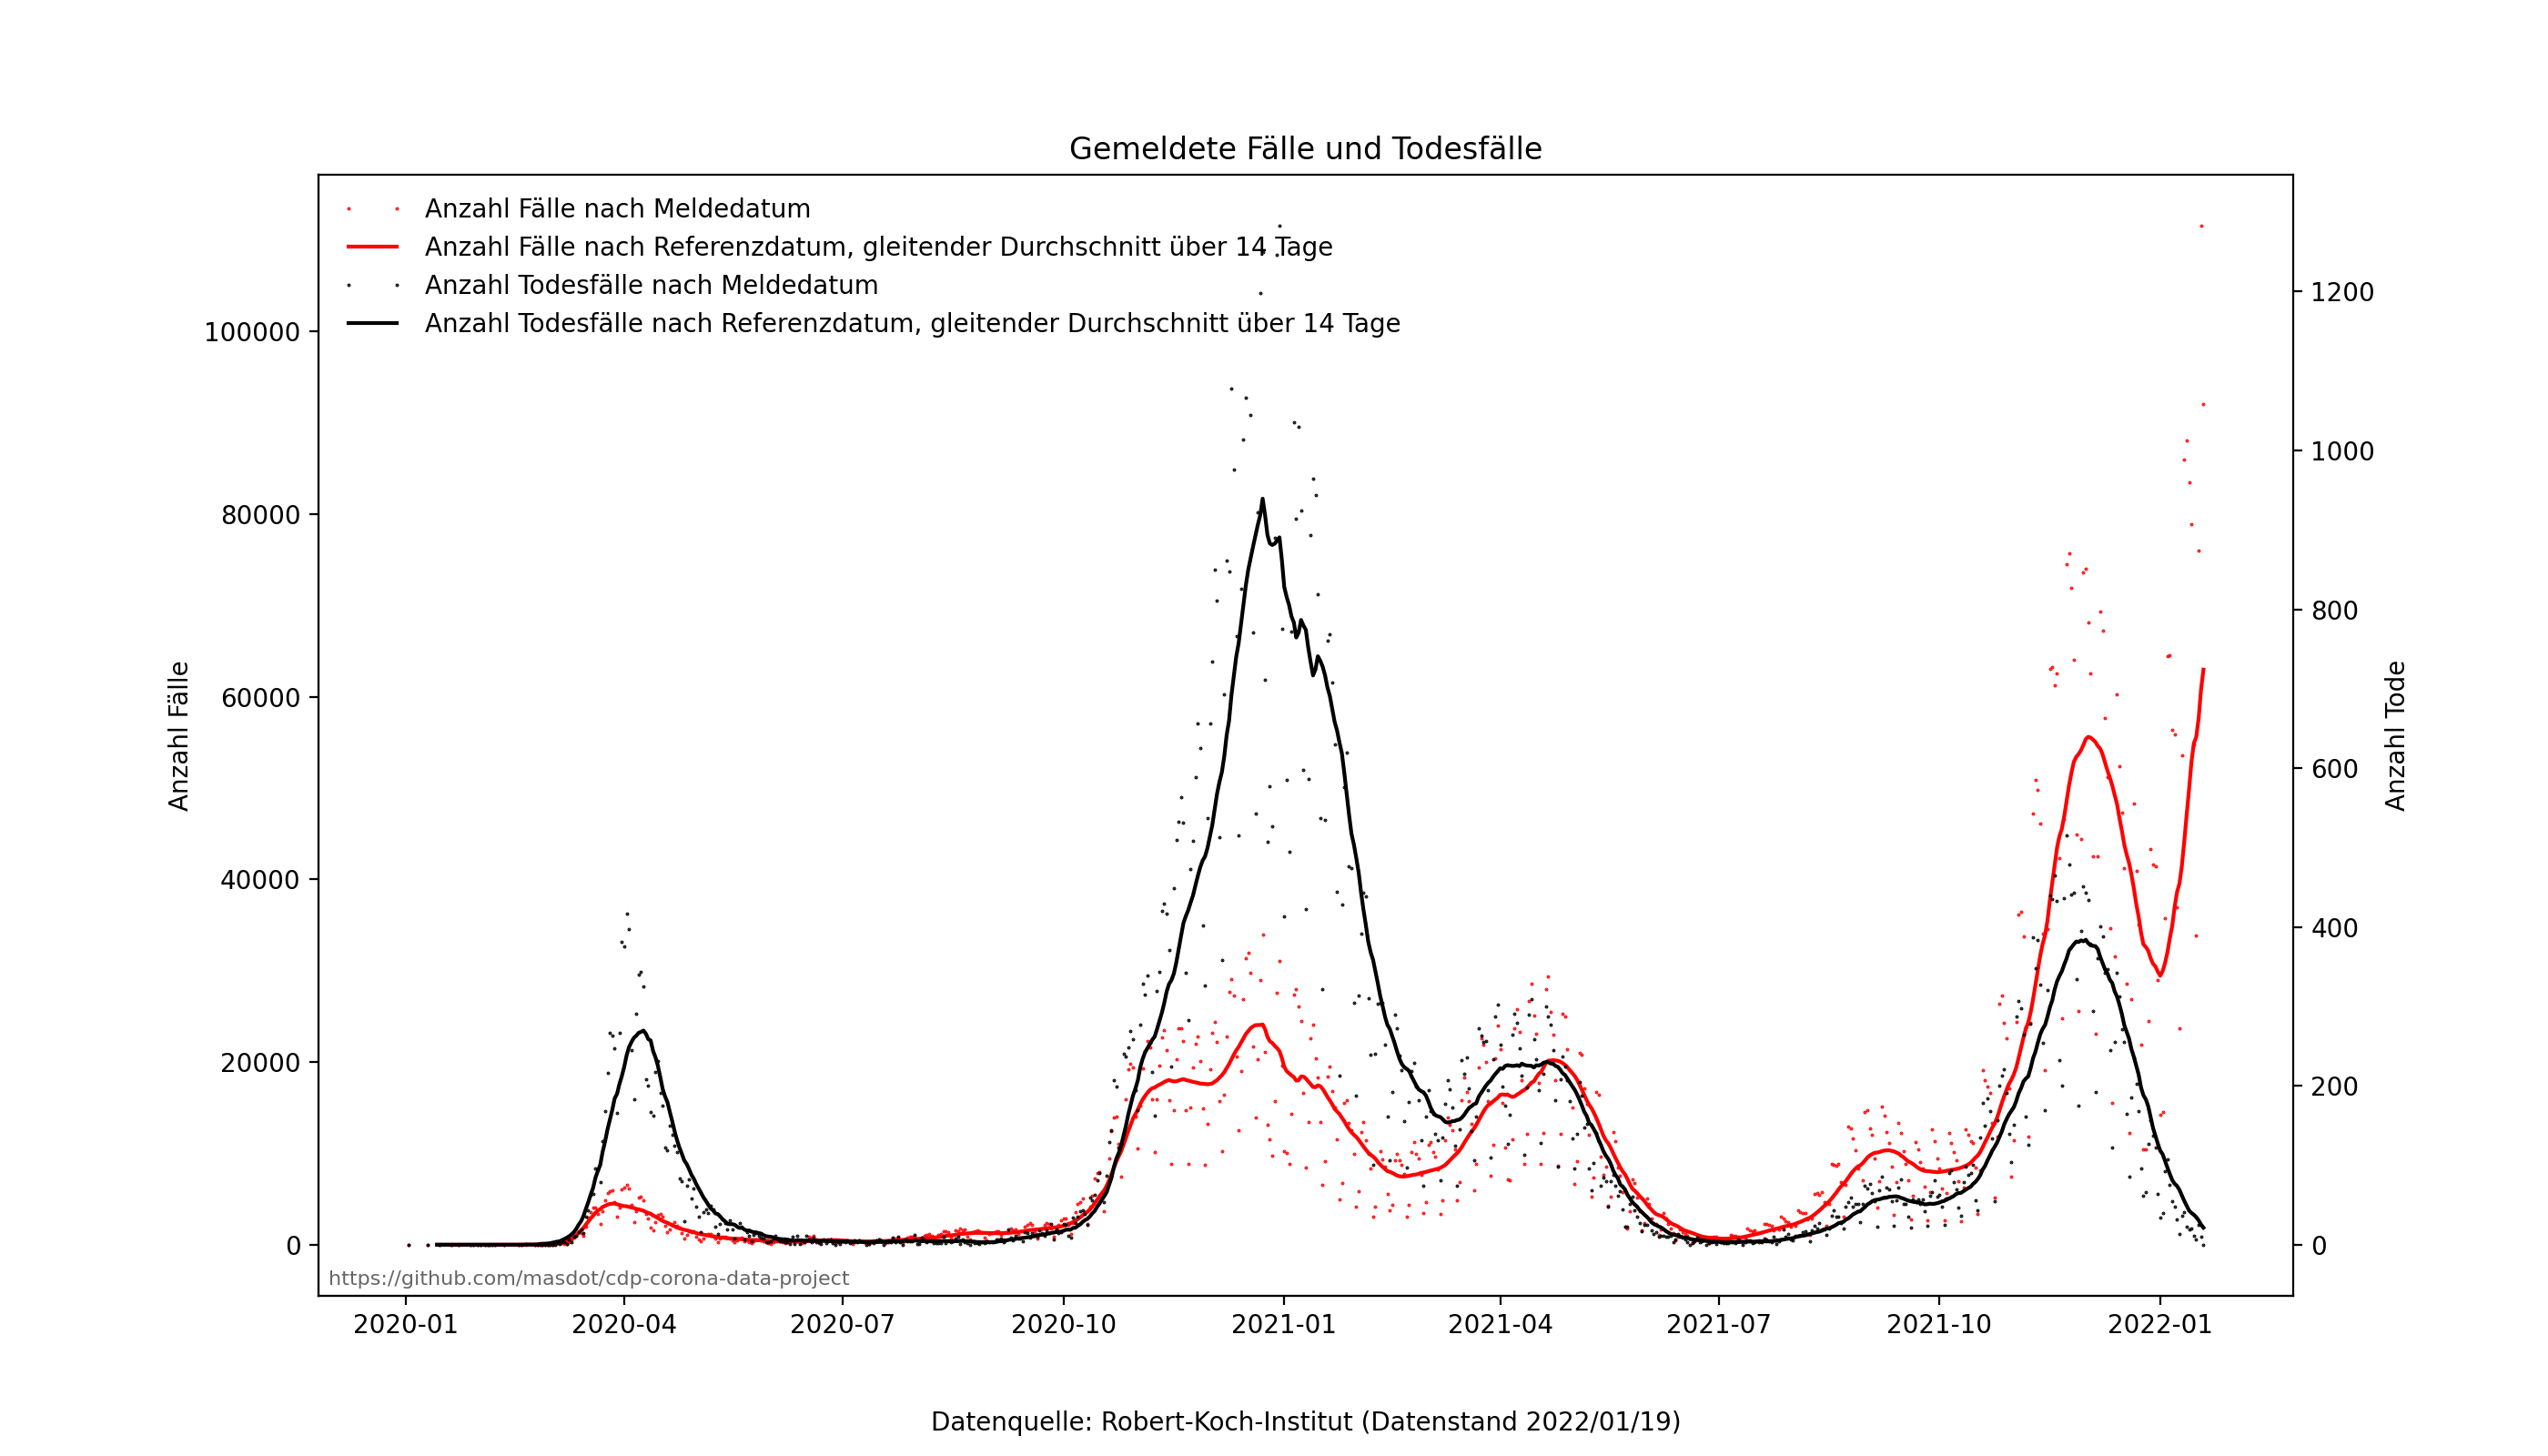 Gemeldete Fälle und Todesfälle
Anzahl Fälle nach Meldedatum
Anzahl Fälle nach Referenzdatum, gleitender Durchschnitt über 14 Tage
Anzahl Todesfälle nach Meldedatum
Anzahl Todesfälle nach Referenzdatum, gleitender Durchschnitt über 14 Tage
Anzahl Fälle
100000
80000
60000
40000
20000
0
1200
1000
800
600
400
200
0
Anzahl Tode
https://github.com/masdot/cdp-corona-data-project
2020-01 2020-04 2020-07 2020-10 2021-01 2021-04 2021-07 2021-10 2022-01
Datenquelle: Robert-Koch-Institut (Datenstand 2022/01/19)